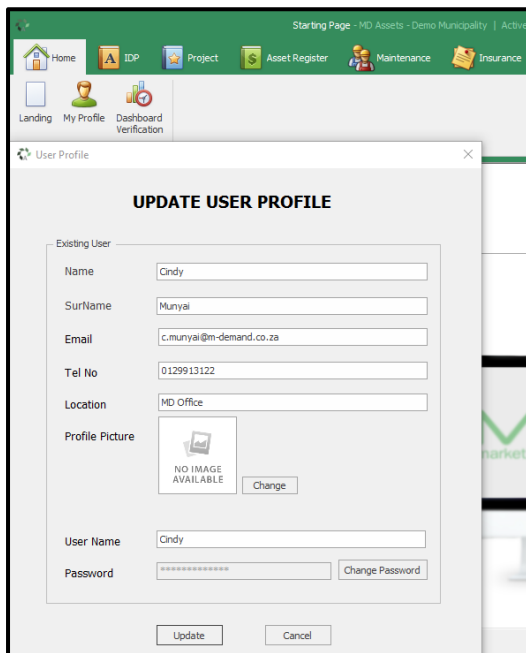 Starting Page - MD Assets - Demo Municipality | Active
Home IDP Project Asset Register Maintenance Insurance
Landing My Profile Dashboard
Verification
User Profile
UPDATE USER PROFILE
Existing User
Name Cindy
SurName Munyai
Email c.munyai@m-demand.co.za
Tel No 0129913122
Location MD Office
Profile Picture
NO IMAGE
AVAILABLE
Change
market
User Name Cindy
Password ************* Change Password
Update Cancel